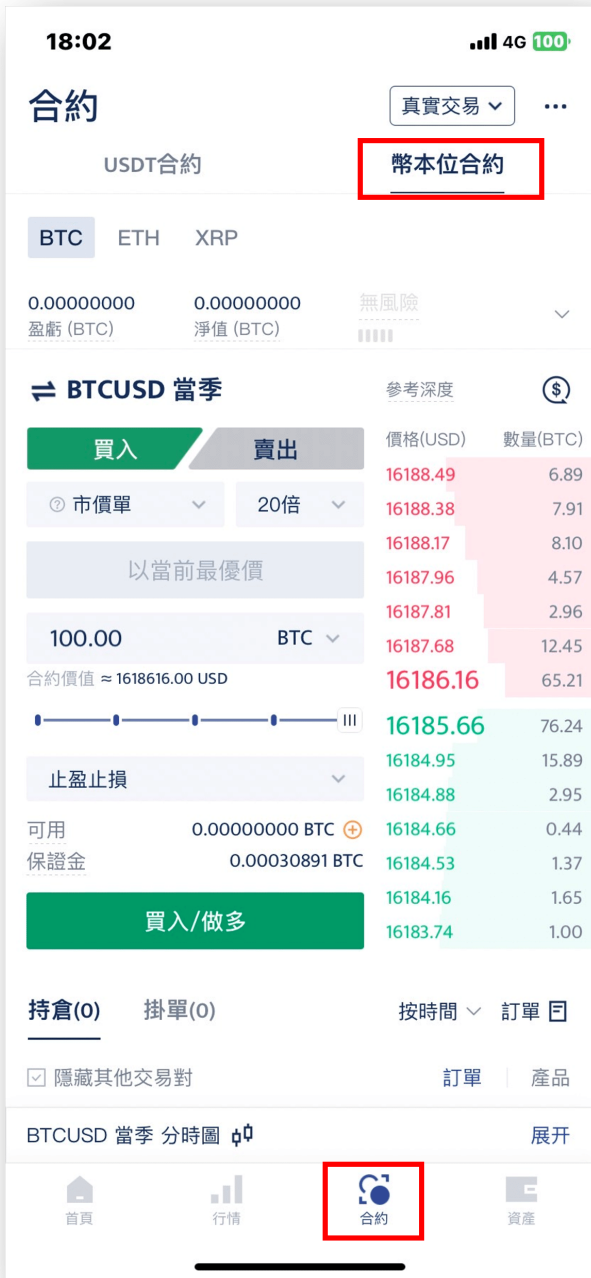 18:02 4G 100
合約 真實交易
USDT合約 幣本位合約
BTC ETH XRP
0.00000000 0.00000000 無風險
盈虧 (BTC) 淨值 (BTC)
BTCUSD 當季 參考深度
買入 賣出 價格(USD) 數量(BTC)
16188.49 6.89
市價單 20倍 16188.38 7.91
16188.17 8.10
以當前最優價 16187.96 4.57
16187.81 2.96
100.00 BTC 16187.68 12.45
合約價值 ≈ 1618616.00 USD 16186.16 65.21
16185.66 76.24
16184.95 15.89
止盈止損 16184.88 2.95
可用 0.00000000 BTC 16184.66 0.44
保證金 0.00030891 BTC 16184.53 1.37
16184.16 1.65
買入/做多 16183.74 1.00
持倉(0) 掛單(0) 按時間 訂單
隱藏其他交易對 訂單 產品
BTCUSD 當季 分時圖 展开
首頁 行情 合約 資產